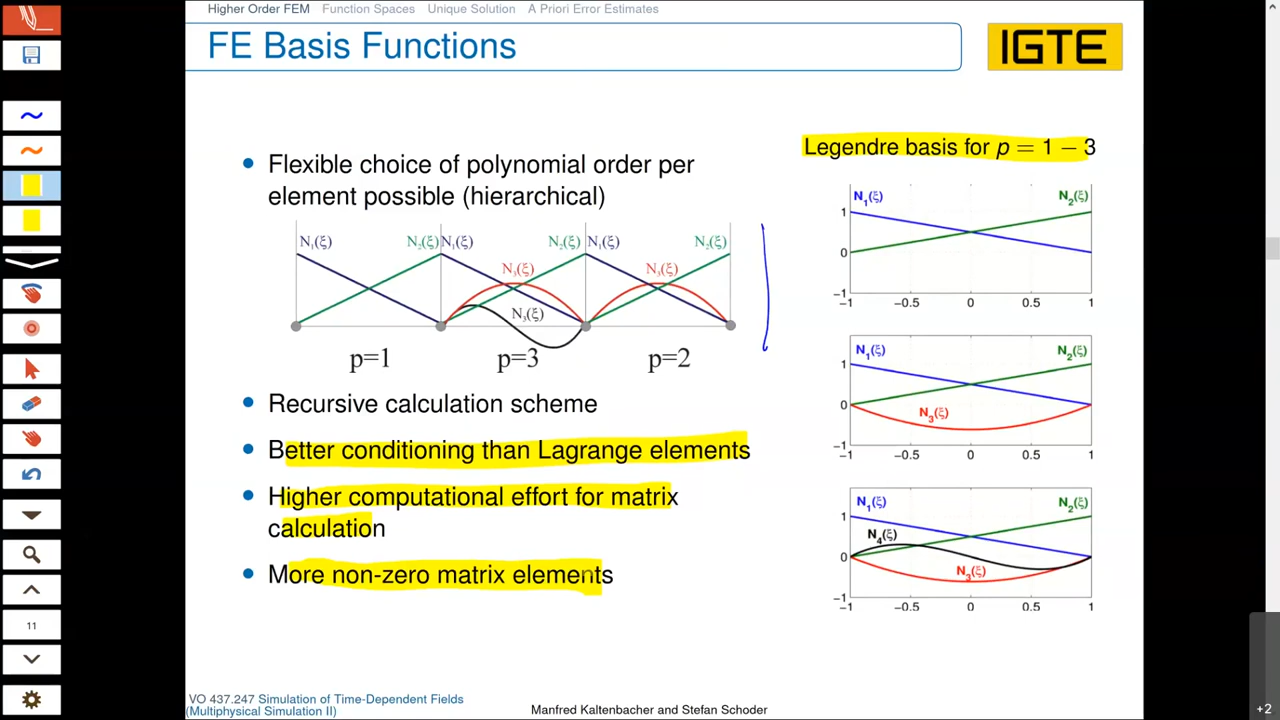 Higher Order FEM Function Spaces Unique Solution A Priori Error Estimates
FE Basis Functions
IGTE
• Flexible choice of polynomial order per
element possible (hierarchical)
N₁(ξ) N₂(ξ) N₁(ξ) N₂(ξ) N₁(ξ) N₂(ξ)
N₃(ξ) N₃(ξ)
N₃(ξ)
p=1 p=3 p=2
• Recursive calculation scheme
• Better conditioning than Lagrange elements
• Higher computational effort for matrix
calculation
• More non-zero matrix elements
Legendre basis for p = 1 − 3
N₁(ξ) N₂(ξ)
1
0
−1
−1 −0.5 0 0.5 1
N₁(ξ) N₂(ξ)
1
0
N₃(ξ)
−1
−1 −0.5 0 0.5 1
N₁(ξ) N₂(ξ)
1
N₄(ξ)
0
N₃(ξ)
−1
−1 −0.5 0 0.5 1
VO 437.247 Simulation of Time-Dependent Fields
(Multiphysical Simulation II)
Manfred Kaltenbacher and Stefan Schoder
11
+2